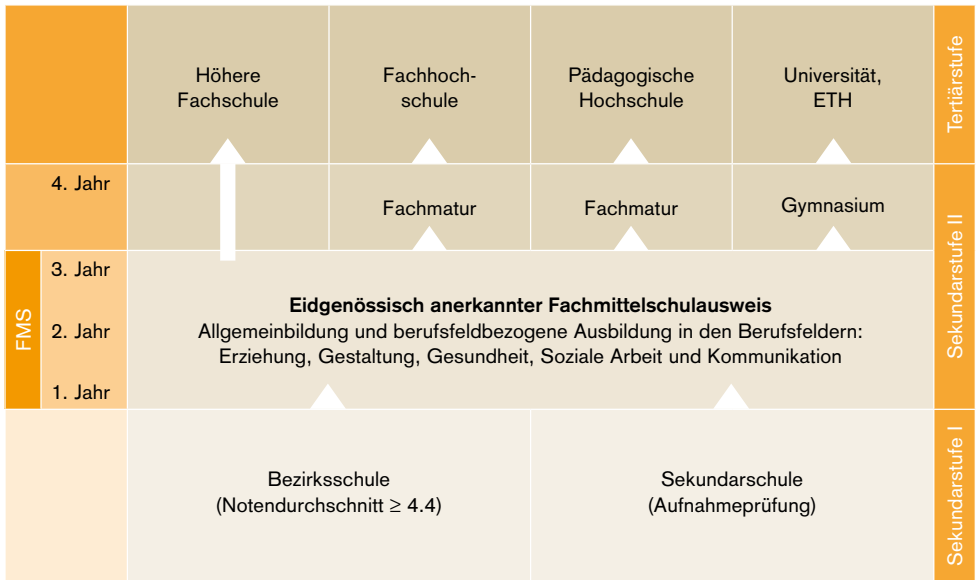 Höhere
Fachschule
Fachhoch-
schule
Pädagogische
Hochschule
Universität,
ETH
Tertiärstufe
4. Jahr
Fachmatur
Fachmatur
Gymnasium
Sekundarstufe II
FMS
3. Jahr
2. Jahr
1. Jahr
Eidgenössisch anerkannter Fachmittelschulausweis
Allgemeinbildung und berufsfeldbezogene Ausbildung in den Berufsfeldern:
Erziehung, Gestaltung, Gesundheit, Soziale Arbeit und Kommunikation
Bezirksschule
(Notendurchschnitt ≥ 4.4)
Sekundarschule
(Aufnahmeprüfung)
Sekundarstufe I